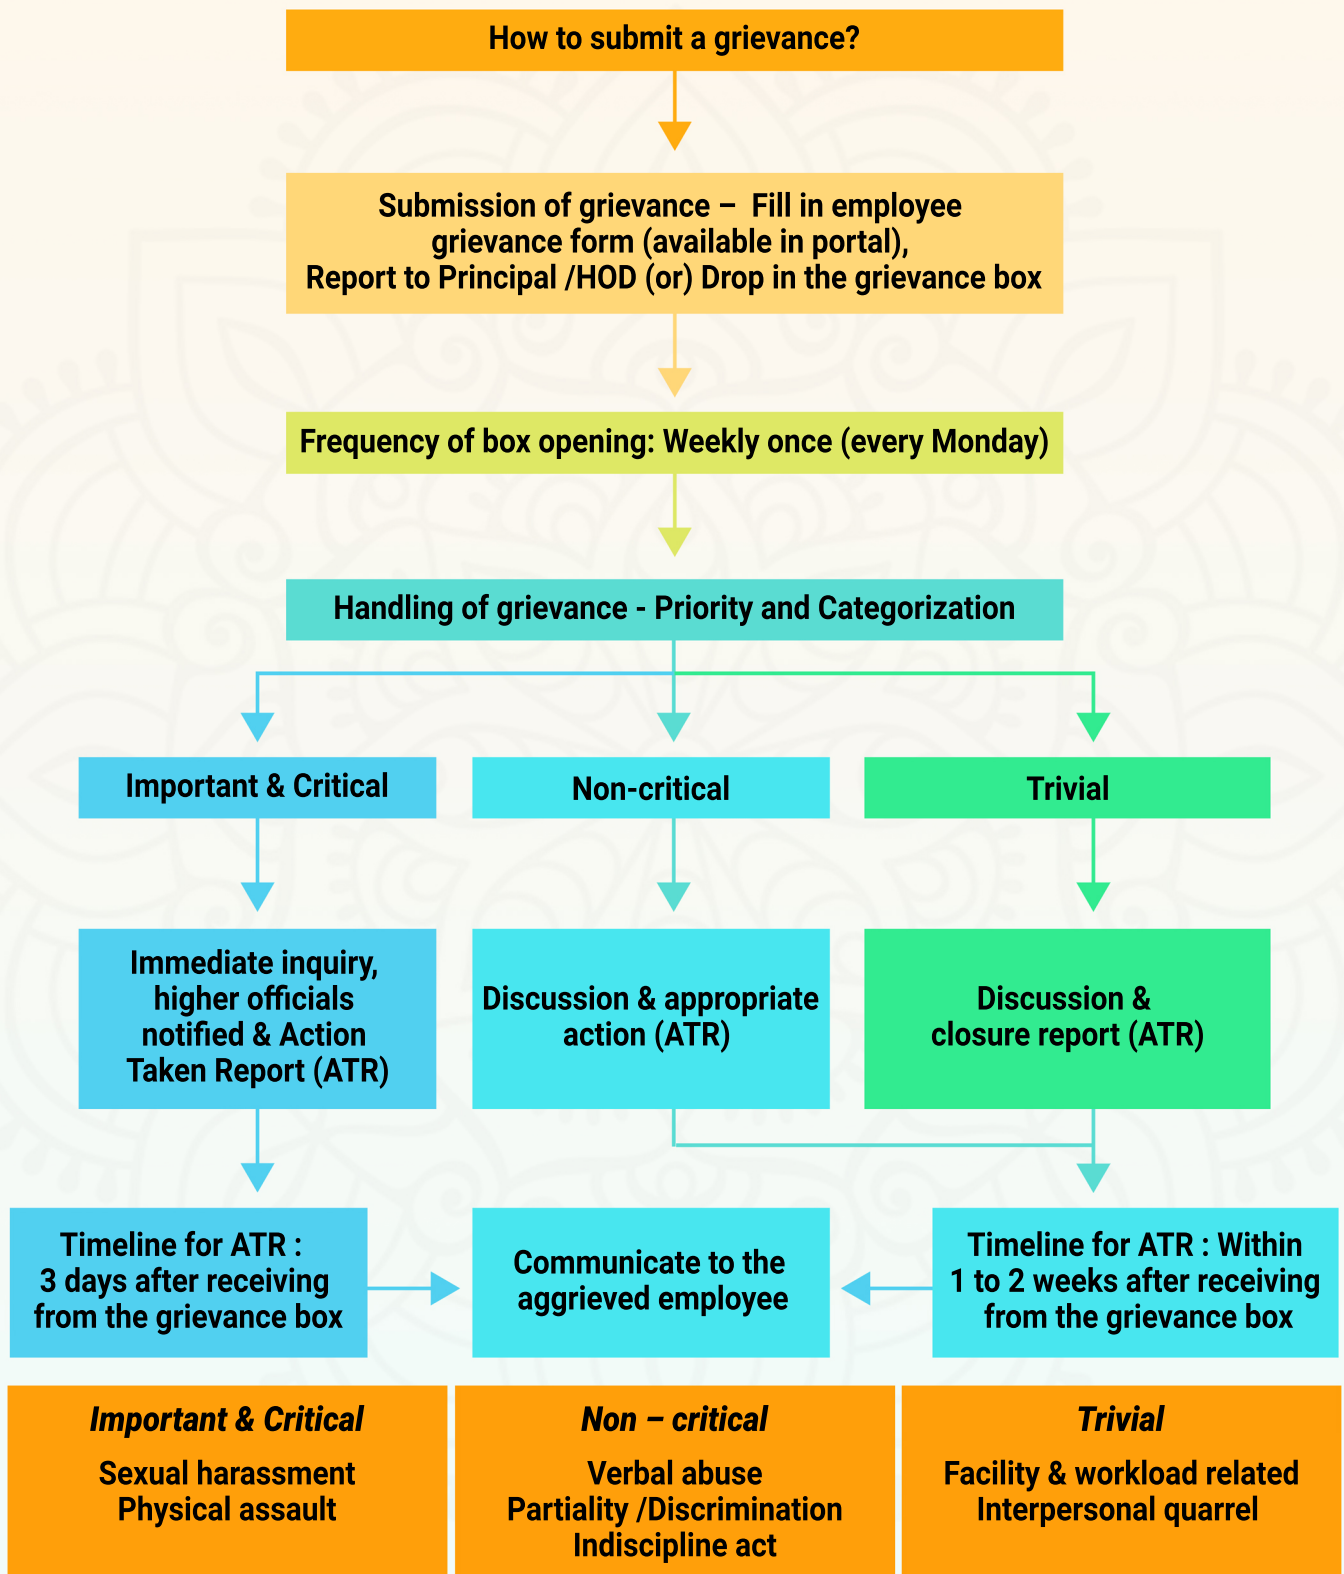 How to submit a grievance?
Submission of grievance – Fill in employee
grievance form (available in portal),
Report to Principal /HOD (or) Drop in the grievance box
Frequency of box opening: Weekly once (every Monday)
Handling of grievance - Priority and Categorization
Important & Critical
Non-critical
Trivial
Immediate inquiry,
higher officials
notified & Action
Taken Report (ATR)
Discussion & appropriate
action (ATR)
Discussion &
closure report (ATR)
Timeline for ATR :
3 days after receiving
from the grievance box
Communicate to the
aggrieved employee
Timeline for ATR : Within
1 to 2 weeks after receiving
from the grievance box
Important & Critical
Sexual harassment
Physical assault
Non – critical
Verbal abuse
Partiality /Discrimination
Indiscipline act
Trivial
Facility & workload related
Interpersonal quarrel